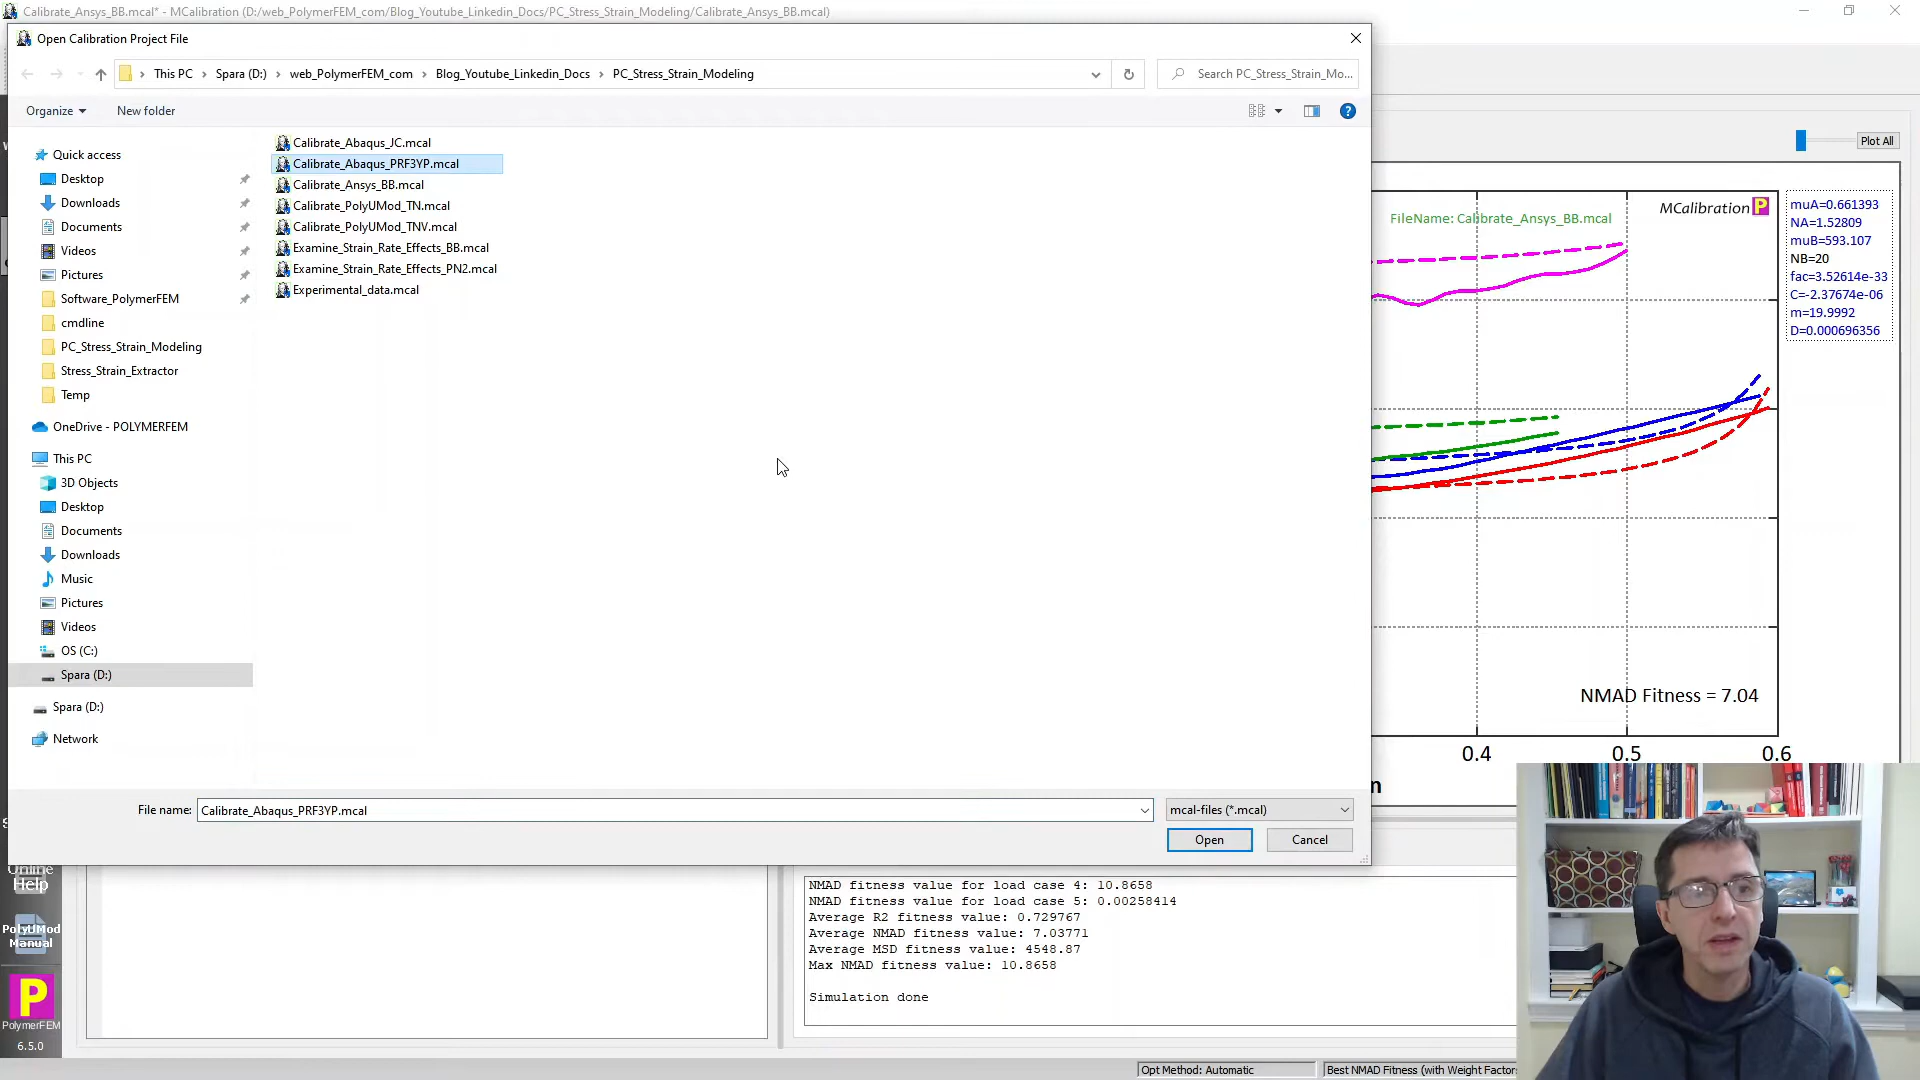 Calibrate_Ansys_BB.mcal* - MCalibration (D:/web_PolymerFEM_com/Blog_Youtube_Linkedin_Docs/PC_Stress_Strain_Modeling/Calibrate_Ansys_BB.mcal)
Open Calibration Project File
This PC
Spara (D:)
web_PolymerFEM_com
Blog_Youtube_Linkedin_Docs
PC_Stress_Strain_Modeling
Search PC_Stress_Strain_Mo...
Organize
New folder
Quick access
Desktop
Downloads
Documents
Videos
Pictures
Software_PolymerFEM
cmdline
PC_Stress_Strain_Modeling
Stress_Strain_Extractor
Temp
OneDrive - POLYMERFEM
This PC
3D Objects
Desktop
Documents
Downloads
Music
Pictures
Videos
OS (C:)
Spara (D:)
Spara (D:)
Network
Calibrate_Abaqus_JC.mcal
Calibrate_Abaqus_PRF3YP.mcal
Calibrate_Ansys_BB.mcal
Calibrate_PolyUMod_TN.mcal
Calibrate_PolyUMod_TNV.mcal
Examine_Strain_Rate_Effects_BB.mcal
Examine_Strain_Rate_Effects_PN2.mcal
Experimental_data.mcal
File name:
Calibrate_Abaqus_PRF3YP.mcal
mcal-files (*.mcal)
Open
Cancel
Plot All
FileName: Calibrate_Ansys_BB.mcal
MCalibration P
muA=0.661393
NA=1.52809
muB=593.107
NB=20
fac=3.52614e-33
C=-2.37674e-06
m=19.9992
D=0.000696356
NMAD Fitness = 7.04
0.4
0.5
0.6
n
Online
Help
PolyUMod
Manual
P
PolymerFEM
6.5.0
NMAD fitness value for load case 4: 10.8658
NMAD fitness value for load case 5: 0.00258414
Average R2 fitness value: 0.729767
Average NMAD fitness value: 7.03771
Average MSD fitness value: 4548.87
Max NMAD fitness value: 10.8658
Simulation done
Opt Method: Automatic
Best NMAD Fitness (with Weight Factors